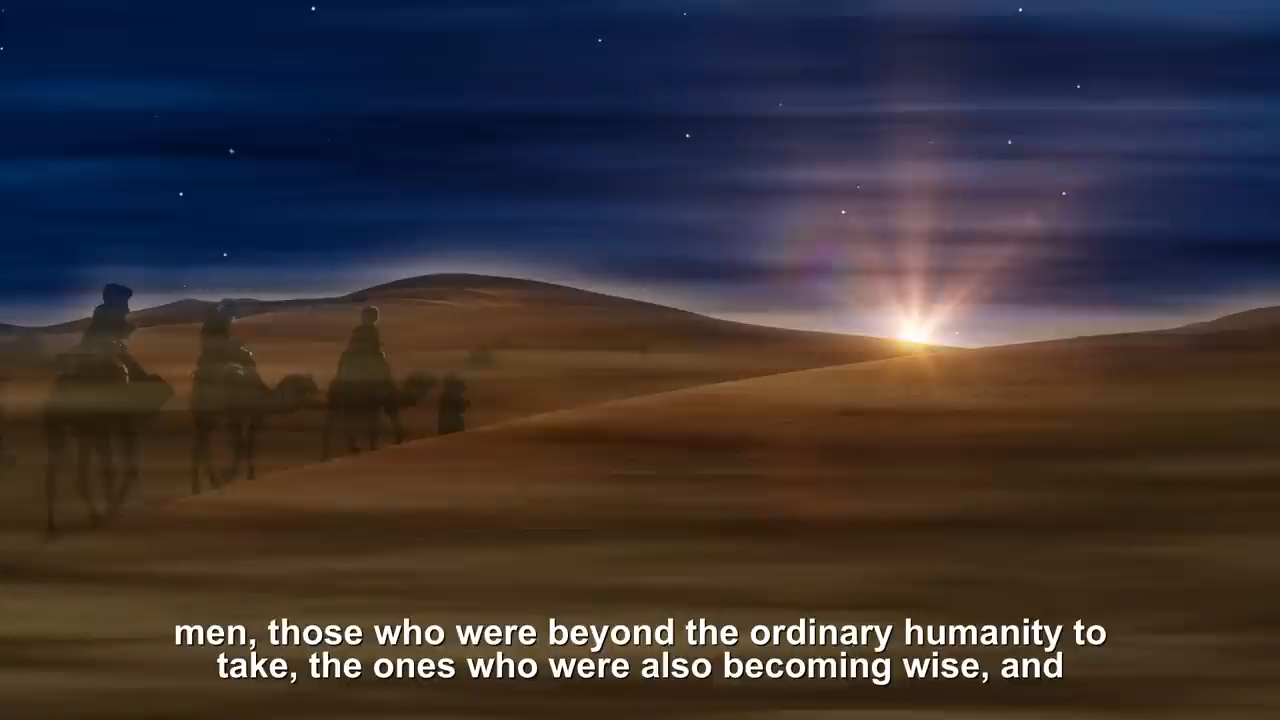 men, those who were beyond the ordinary humanity to
take, the ones who were also becoming wise, and